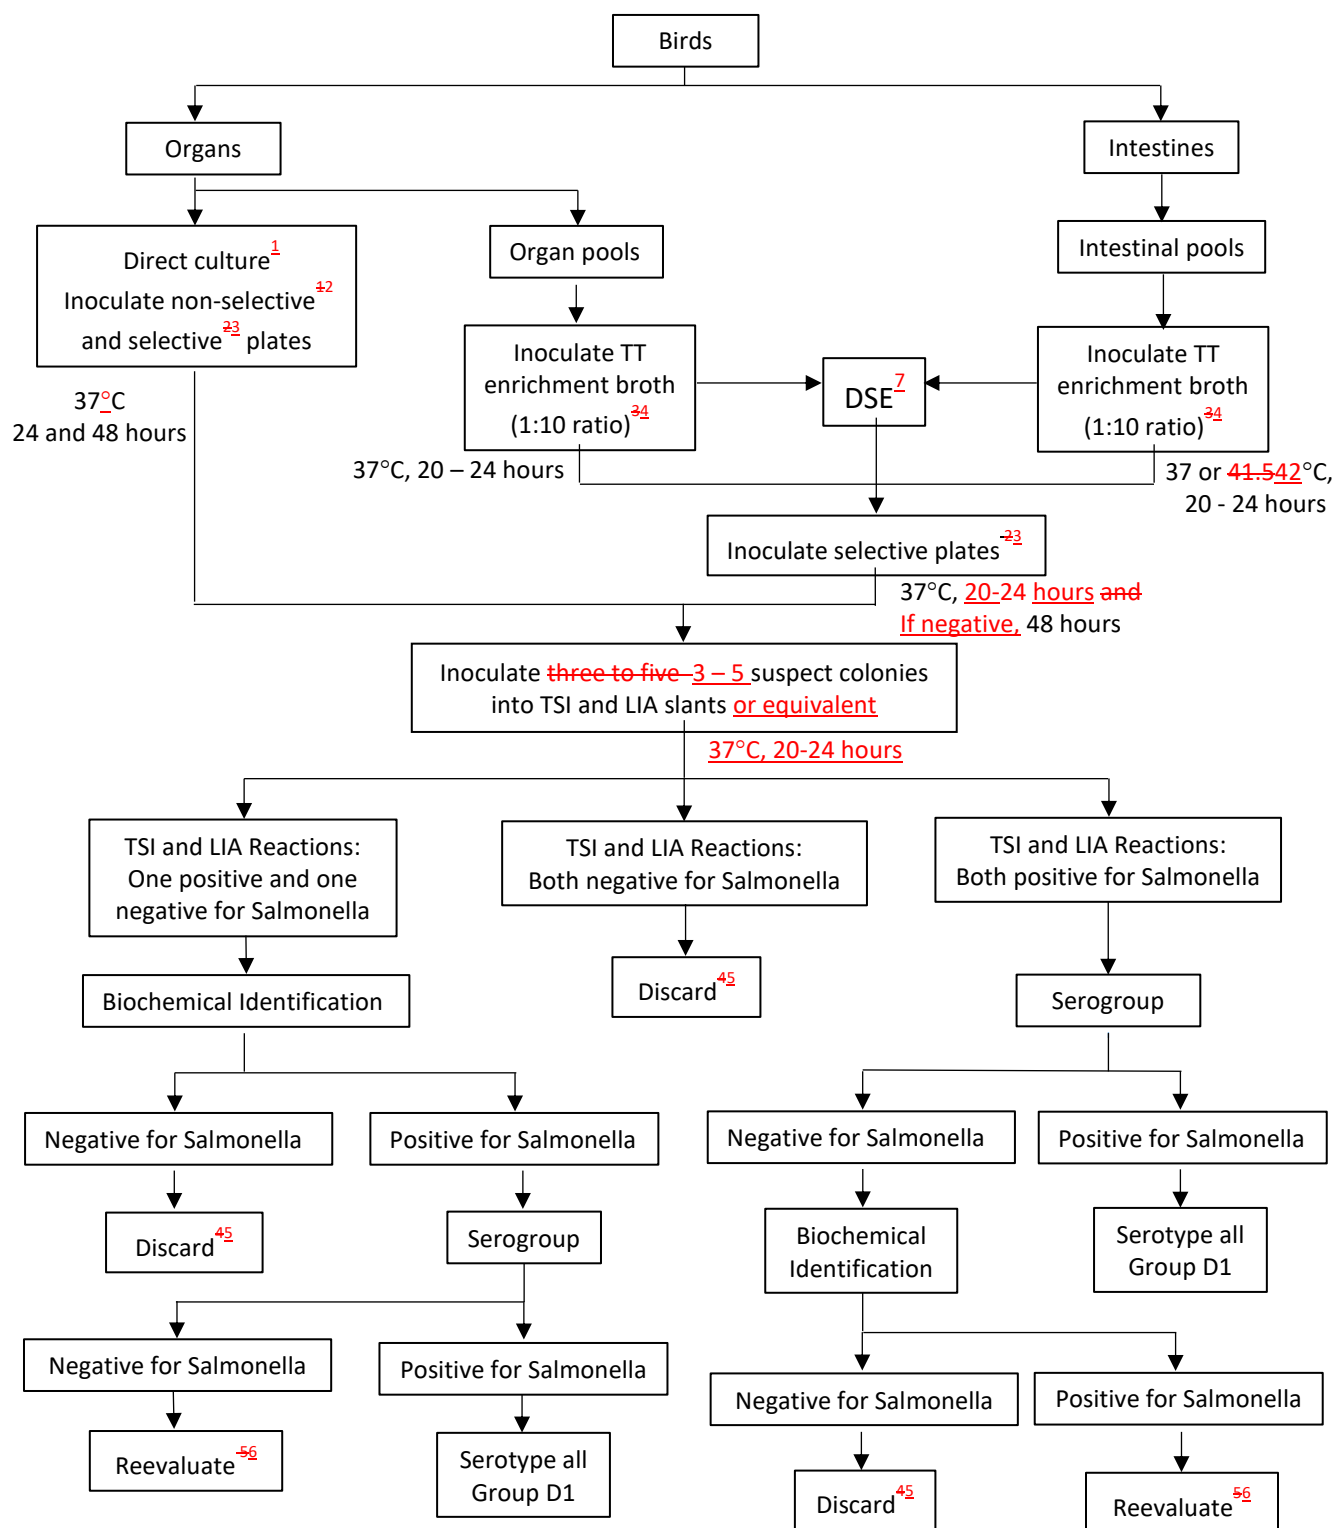 Birds
Organs
Intestines
Direct culture1
Inoculate non-selective12
and selective23 plates
Organ pools
Intestinal pools
Inoculate TT
enrichment broth
(1:10 ratio)34
DSE7
Inoculate TT
enrichment broth
(1:10 ratio)34
37°C
24 and 48 hours
37°C, 20 – 24 hours
37 or 41.542°C,
20 - 24 hours
Inoculate selective plates 23
37°C, 20-24 hours and
If negative, 48 hours
Inoculate three to five 3 – 5 suspect colonies
into TSI and LIA slants or equivalent
37°C, 20-24 hours
TSI and LIA Reactions:
One positive and one
negative for Salmonella
TSI and LIA Reactions:
Both negative for Salmonella
TSI and LIA Reactions:
Both positive for Salmonella
Biochemical Identification
Discard45
Serogroup
Negative for Salmonella
Positive for Salmonella
Negative for Salmonella
Positive for Salmonella
Discard45
Serogroup
Biochemical
Identification
Serotype all
Group D1
Negative for Salmonella
Positive for Salmonella
Negative for Salmonella
Positive for Salmonella
Reevaluate 56
Serotype all
Group D1
Discard45
Reevaluate56